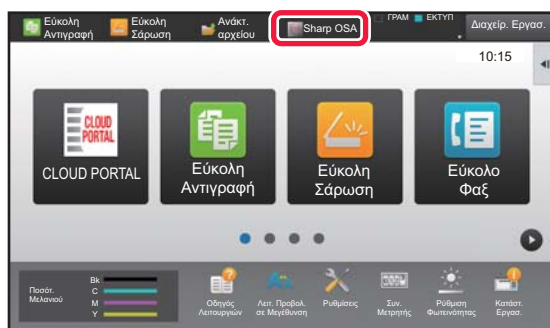 Εύκολη Αντιγραφή
Εύκολη Σάρωση
Ανάκτ. αρχείου
Sharp OSA
ΓΡΑΜ
ΕΚΤΥΠ
Διαχείρ. Εργασ.
10:15
CLOUD PORTAL
CLOUD PORTAL
Εύκολη
Αντιγραφή
Εύκολη
Σάρωση
Εύκολο
Φαξ
Ποσότ.
Μελανιού
Bk
C
M
Y
Οδηγός
Λειτουργιών
Λειτ. Προβολ.
σε Μεγέθυνση
Ρυθμίσεις
Συν.
Μετρητής
Ρύθμιση
Φωτεινότητας
Κατάστ.
Εργασ.